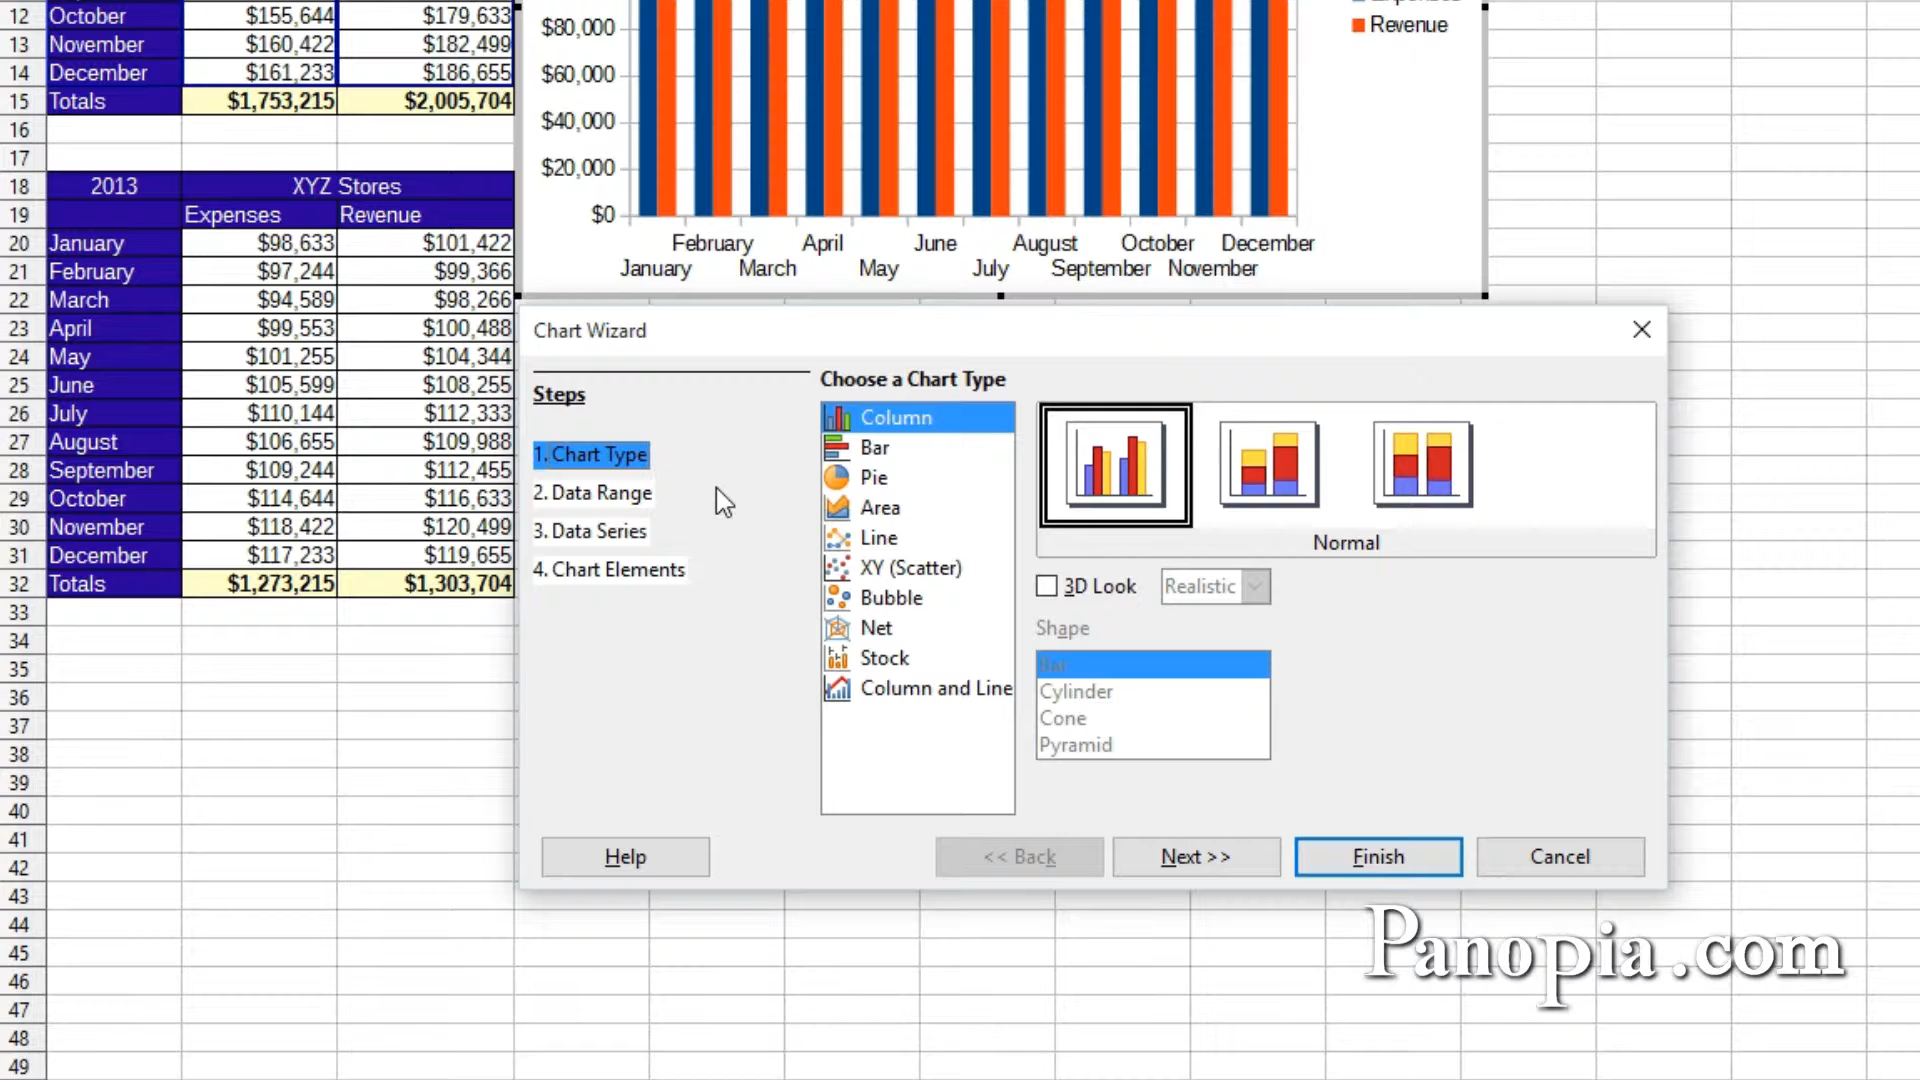 12 October $155,644 $179,633
13 November $160,422 $182,499
14 December $161,233 $186,655
15 Totals $1,753,215 $2,005,704
16
17
18 2013 XYZ Stores
19 Expenses Revenue
20 January $98,633 $101,422
21 February $97,244 $99,366
22 March $94,589 $98,266
23 April $99,553 $100,488
24 May $101,255 $104,344
25 June $105,599 $108,255
26 July $110,144 $112,333
27 August $106,655 $109,988
28 September $109,244 $112,455
29 October $114,644 $116,633
30 November $118,422 $120,499
31 December $117,233 $119,655
32 Totals $1,273,215 $1,303,704
33
34
35
36
37
38
39
40
41
42
43
44
45
46
47
48
49
Revenue
$80,000
$60,000
$40,000
$20,000
$0
February April June August October December
January March May July September November
Chart Wizard
Steps
1. Chart Type
2. Data Range
3. Data Series
4. Chart Elements
Choose a Chart Type
Column
Bar
Pie
Area
Line
XY (Scatter)
Bubble
Net
Stock
Column and Line
Normal
3D Look Realistic
Shape
Bar
Cylinder
Cone
Pyramid
Help << Back Next >> Finish Cancel
Panopia.com